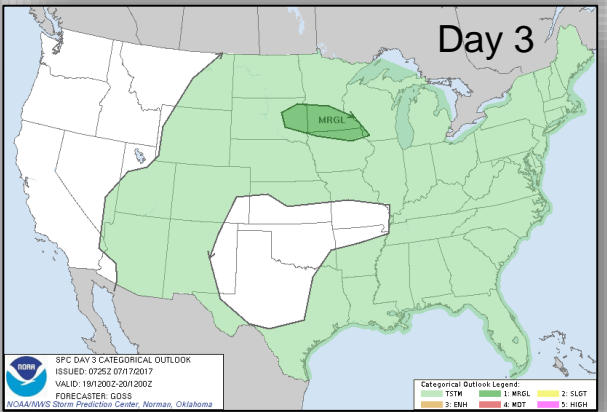 Day 3
MRGL
NOAA
SPC DAY 3 CATEGORICAL OUTLOOK
ISSUED: 0725Z 07/17/2017
VALID: 19/1200Z-20/1200Z
FORECASTER: GOSS
NOAA/NWS Storm Prediction Center, Norman, Oklahoma
Categorical Outlook Legend:
TSTM 1: MRGL 2: SLGT
3: ENH 4: MDT 5: HIGH